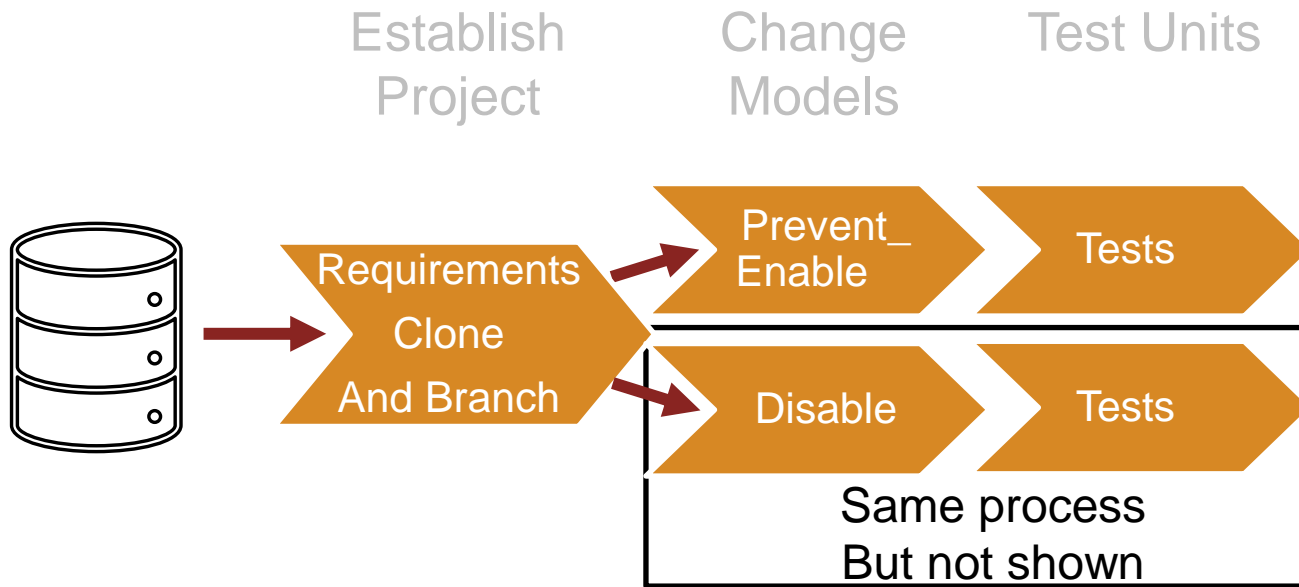 Establish
Project
Change
Models
Test Units
Requirements
Clone
And Branch
Prevent_
Enable
Tests
Disable
Tests
Same process
But not shown